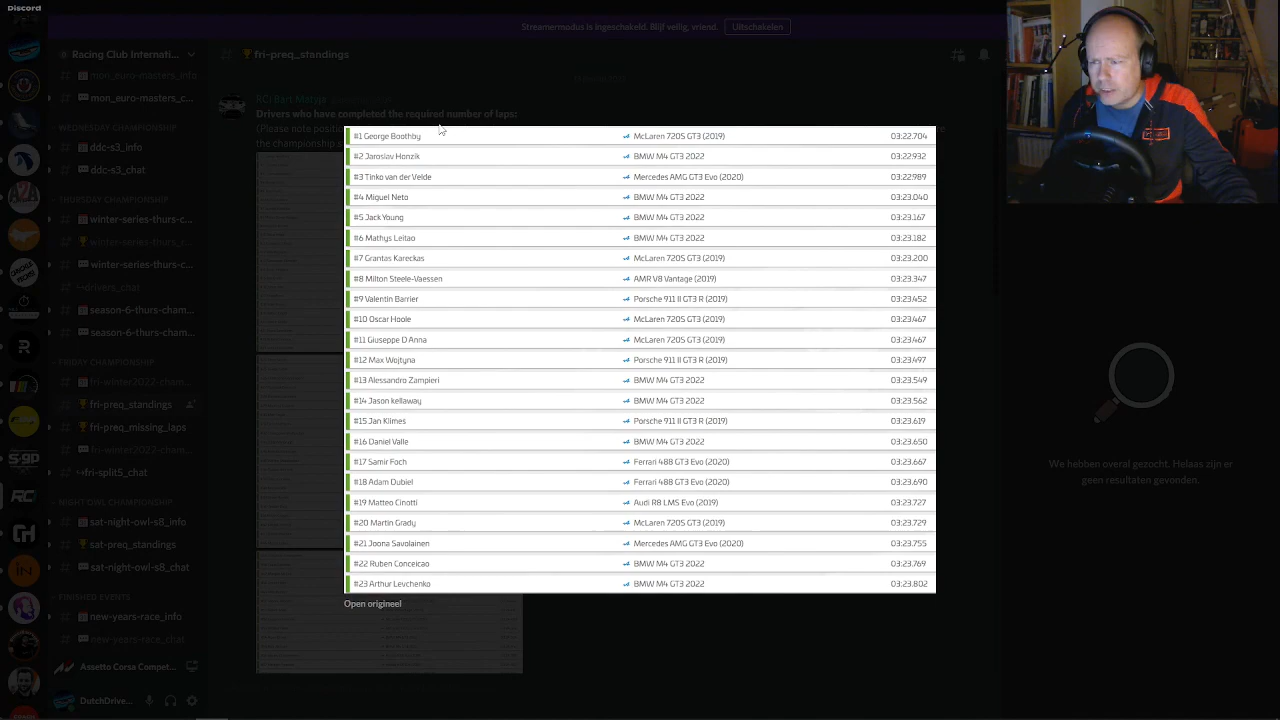 Discord
Streamermodus is ingeschakeld. Blijf veilig, vriend. Uitschakelen
Racing Club Internati...
fri-preq_standings
mon_euro-masters_info
mon_euro-masters_c...
WEDNESDAY CHAMPIONSHIP
ddc-s3_info
ddc-s3_chat
THURSDAY CHAMPIONSHIP
winter-series-thurs-c...
winter-series-thurs_r...
winter-series-thurs-c...
drivers_chat
season-6-thurs-cham...
season-6-thurs-cham...
FRIDAY CHAMPIONSHIP
fri-winter2022-cham...
fri-preq_standings
fri-preq_missing_laps
fri-winter2022-cham...
fri-split5_chat
NIGHT OWL CHAMPIONSHIP
sat-night-owl-s8_info
sat-preq_standings
sat-night-owl-s8_chat
FINISHED EVENTS
new-years-race_info
new-years-race_chat
Assetto Corsa Compet...
DutchDrive...
Drivers who have completed the required number of laps:
(Please note positi
the championship s
#1 George Boothby McLaren 720S GT3 (2019) 03:22.704
#2 Jaroslav Honzik BMW M4 GT3 2022 03:22.932
#3 Tinko van der Velde Mercedes AMG GT3 Evo (2020) 03:22.989
#4 Miguel Neto BMW M4 GT3 2022 03:23.040
#5 Jack Young BMW M4 GT3 2022 03:23.167
#6 Mathys Leitao BMW M4 GT3 2022 03:23.182
#7 Grantas Kareckas McLaren 720S GT3 (2019) 03:23.200
#8 Milton Steele-Vaessen AMR V8 Vantage (2019) 03:23.347
#9 Valentin Barrier Porsche 911 II GT3 R (2019) 03:23.452
#10 Oscar Hoole McLaren 720S GT3 (2019) 03:23.467
#11 Giuseppe D Anna McLaren 720S GT3 (2019) 03:23.467
#12 Max Wojtyna Porsche 911 II GT3 R (2019) 03:23.497
#13 Alessandro Zampieri BMW M4 GT3 2022 03:23.549
#14 Jason kellaway BMW M4 GT3 2022 03:23.562
#15 Jan Klimes Porsche 911 II GT3 R (2019) 03:23.619
#16 Daniel Valle BMW M4 GT3 2022 03:23.650
#17 Samir Foch Ferrari 488 GT3 Evo (2020) 03:23.667
#18 Adam Dubiel Ferrari 488 GT3 Evo (2020) 03:23.690
#19 Matteo Cinotti Audi R8 LMS Evo (2019) 03:23.727
#20 Martin Grady McLaren 720S GT3 (2019) 03:23.729
#21 Joona Savolainen Mercedes AMG GT3 Evo (2020) 03:23.755
#22 Ruben Conceicao BMW M4 GT3 2022 03:23.769
#23 Arthur Levchenko BMW M4 GT3 2022 03:23.802
Open origineel
We hebben overal gezocht. Helaas zijn er
geen resultaten gevonden.